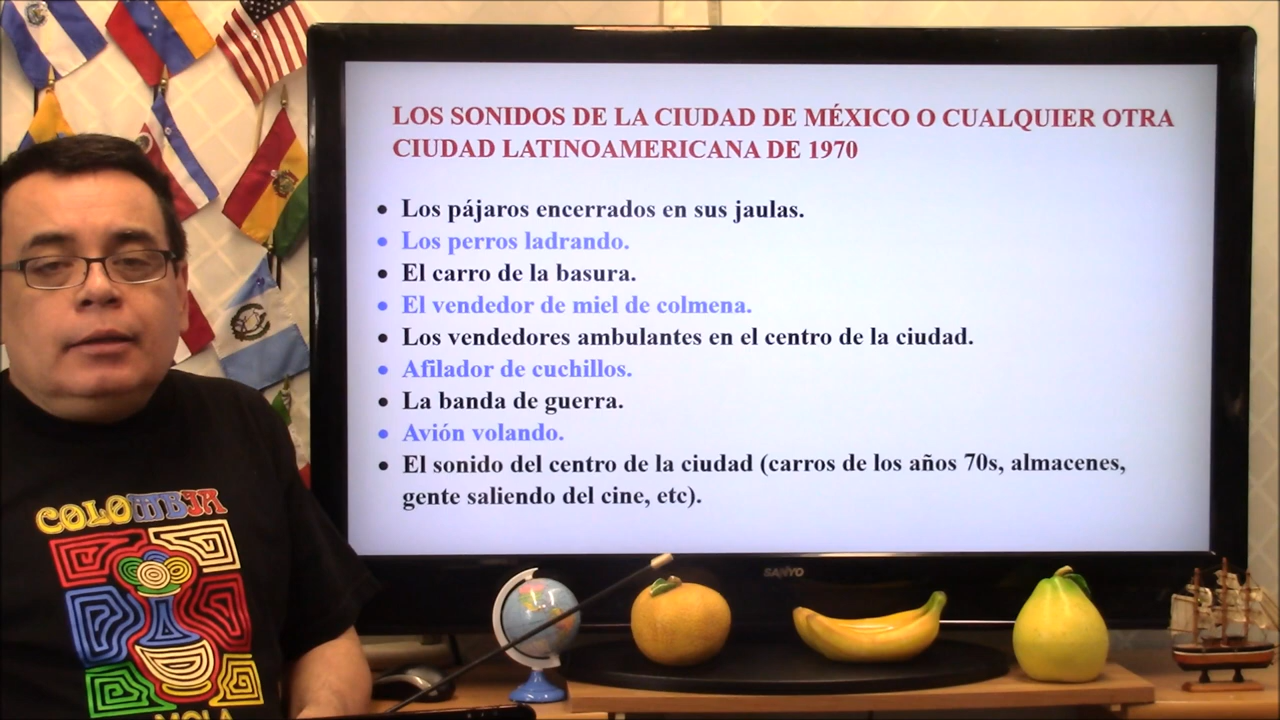 LOS SONIDOS DE LA CIUDAD DE MÉXICO O CUALQUIER OTRA
CIUDAD LATINOAMERICANA DE 1970
• Los pájaros encerrados en sus jaulas.
• Los perros ladrando.
• El carro de la basura.
• El vendedor de miel de colmena.
• Los vendedores ambulantes en el centro de la ciudad.
• Afilador de cuchillos.
• La banda de guerra.
• Avión volando.
• El sonido del centro de la ciudad (carros de los años 70s, almacenes,
gente saliendo del cine, etc).
SANYO
COLOMBIA
MOLA